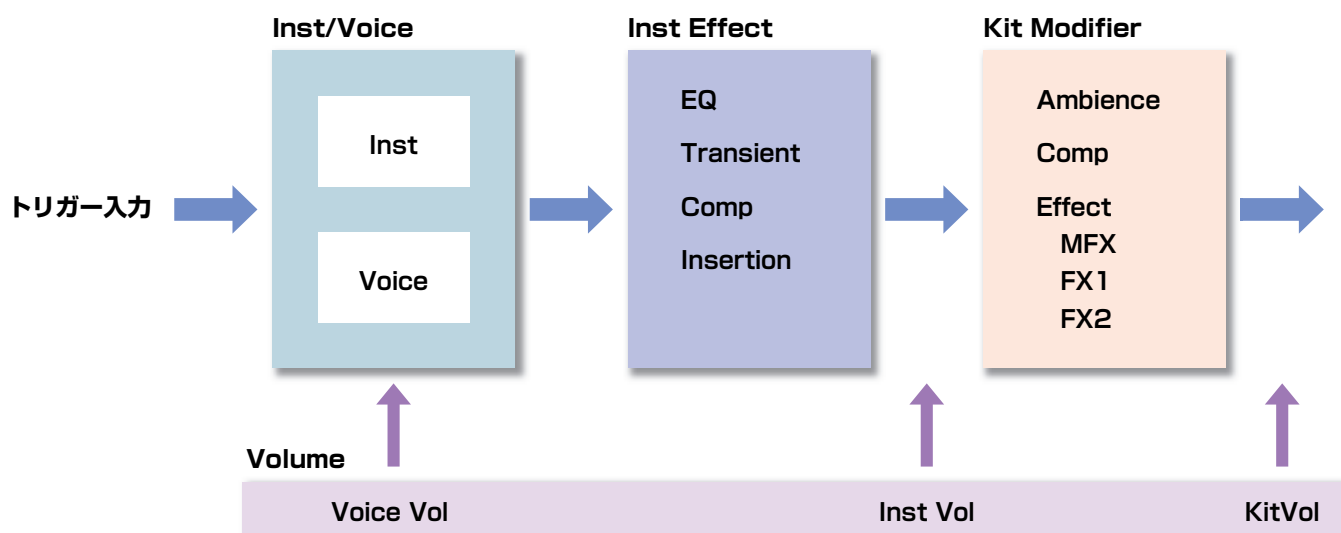 Inst/Voice
Inst Effect
Kit Modifier
トリガー入力
Inst
Voice
EQ
Transient
Comp
Insertion
Ambience
Comp
Effect
MFX
FX1
FX2
Volume
Voice Vol
Inst Vol
KitVol